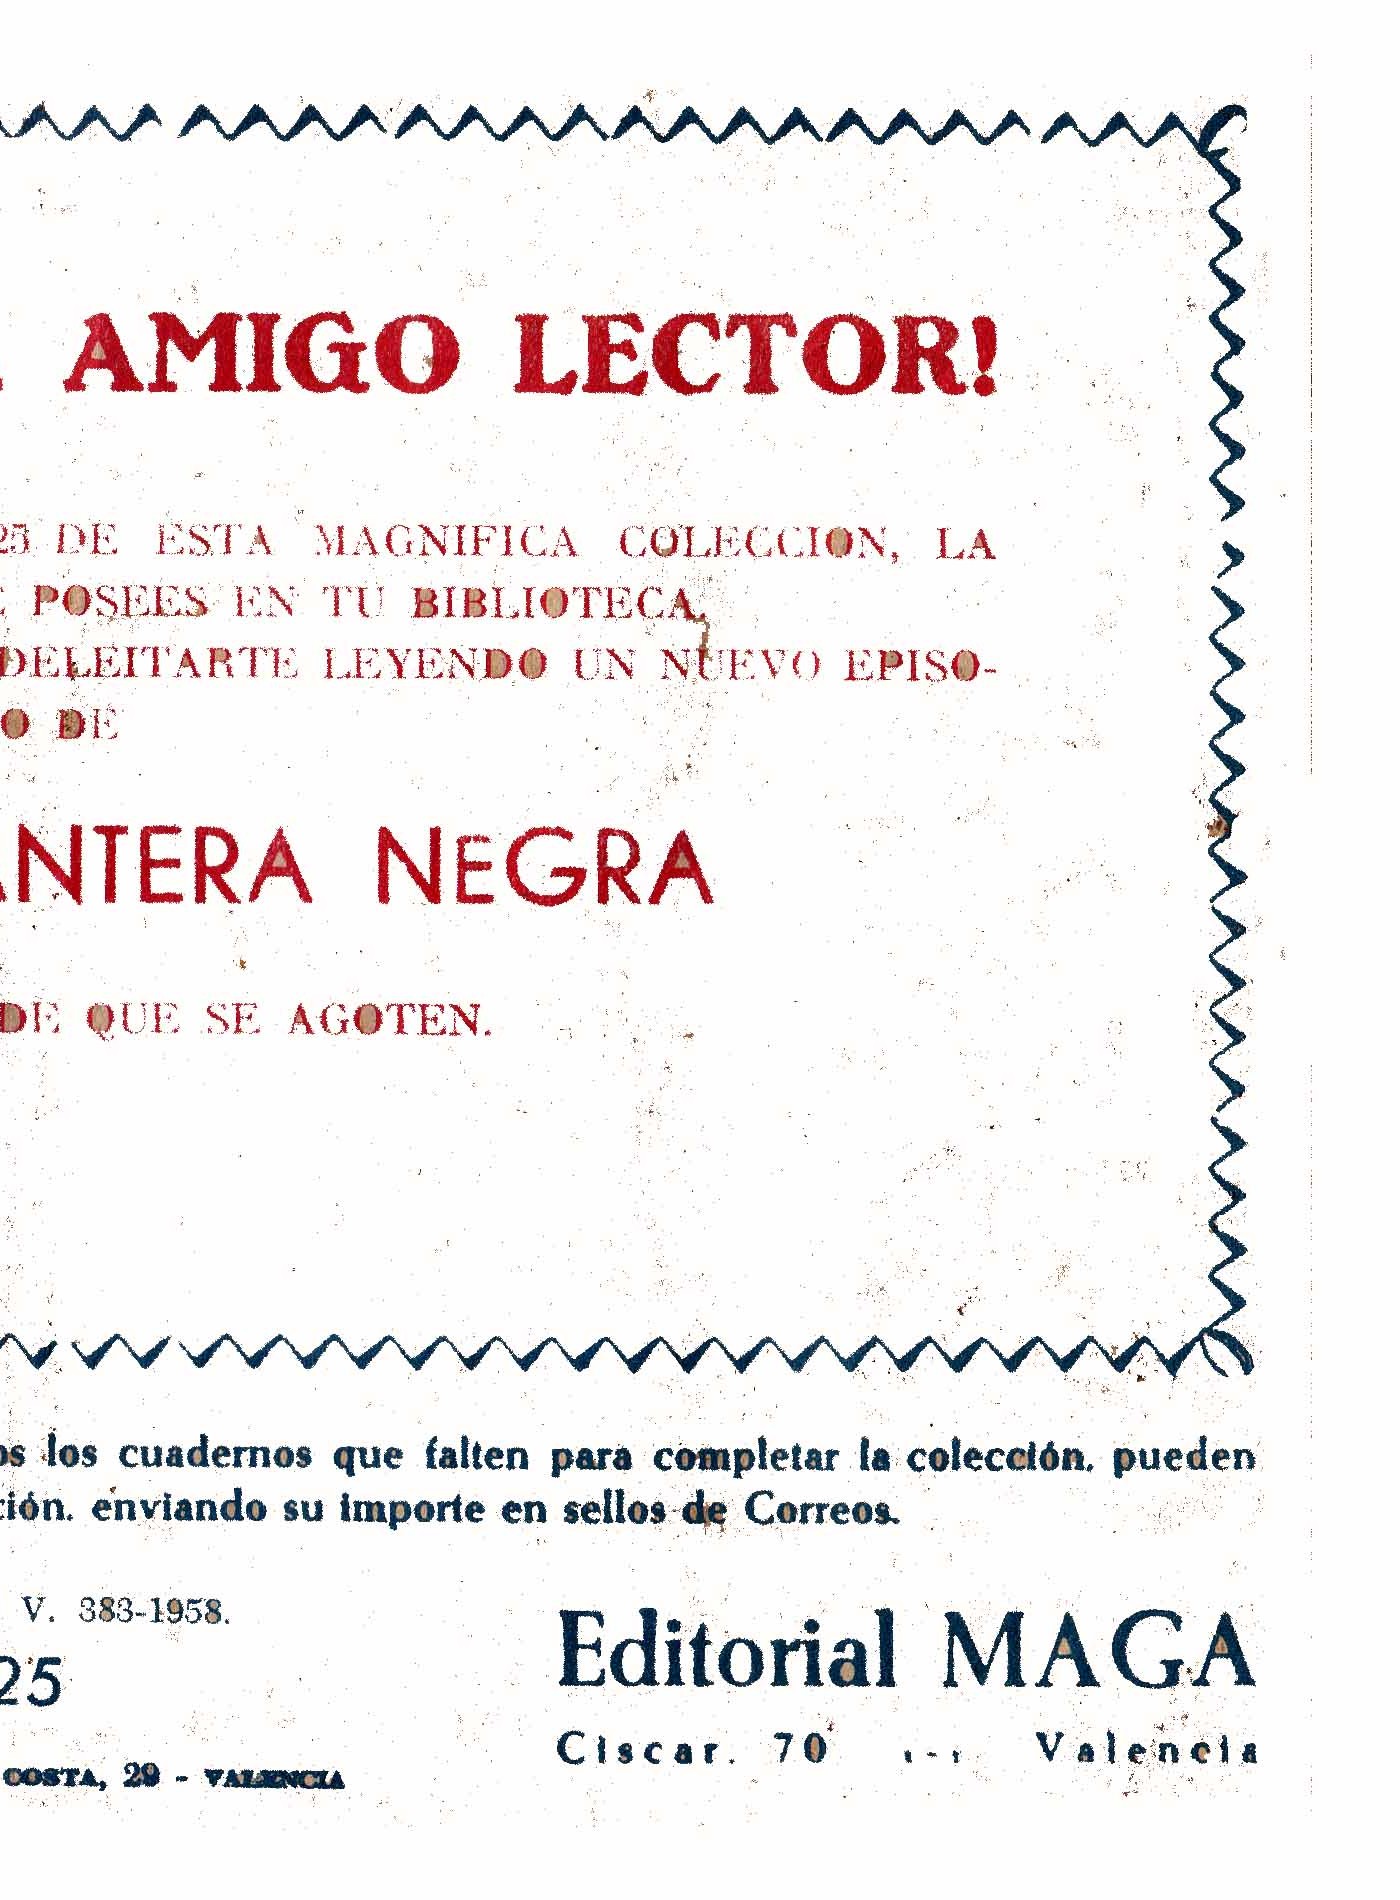 AMIGO LECTOR!
25 DE ESTA MAGNIFICA COLECCION, LA
POSEES EN TU BIBLIOTECA.
DELEITARTE LEYENDO UN NUEVO EPISO-
O DE
ANTERA NEGRA
DE QUE SE AGOTEN.
os los cuadernos que falten para completar la colección, pueden
ción, enviando su importe en sellos de Correos.
V. 383-1958.
Editorial MAGA
25
Ciscar, 70 :-: Valencia
COSTA, 29 - VALENCIA